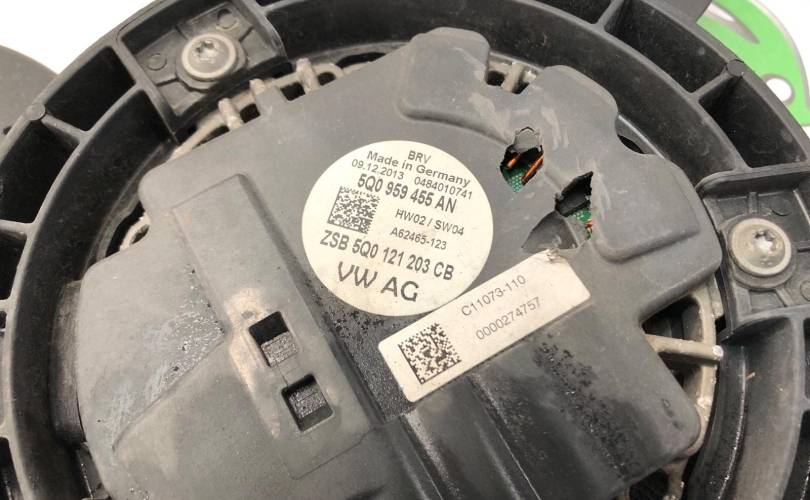 BRV
Made in Germany
09.12.2013 0484010741
5Q0 959 455 AN
HW02 / SW04
A62465-123
ZSB 5Q0 121 203 CB
VW AG
C11073-110
0000274757